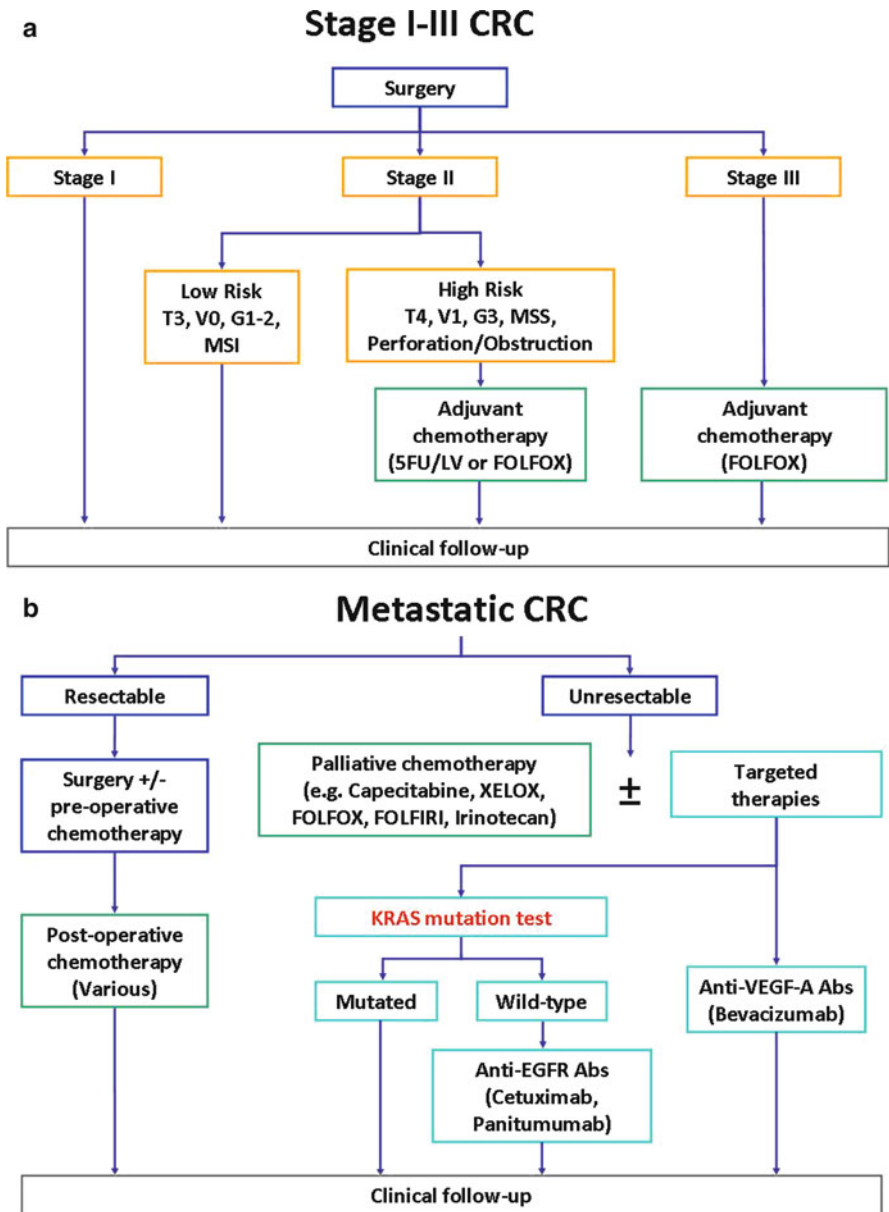 a
Stage I-III CRC
Surgery
Stage I
Stage II
Stage III
Low Risk
T3, V0, G1-2,
MSI
High Risk
T4, V1, G3, MSS,
Perforation/Obstruction
Adjuvant
chemotherapy
(5FU/LV or FOLFOX)
Adjuvant
chemotherapy
(FOLFOX)
Clinical follow-up
b
Metastatic CRC
Resectable
Unresectable
Surgery +/-
pre-operative
chemotherapy
Palliative chemotherapy
(e.g. Capecitabine, XELOX,
FOLFOX, FOLFIRI, Irinotecan)
±
Targeted
therapies
KRAS mutation test
Post-operative
chemotherapy
(Various)
Mutated
Wild-type
Anti-VEGF-A Abs
(Bevacizumab)
Anti-EGFR Abs
(Cetuximab,
Panitumumab)
Clinical follow-up